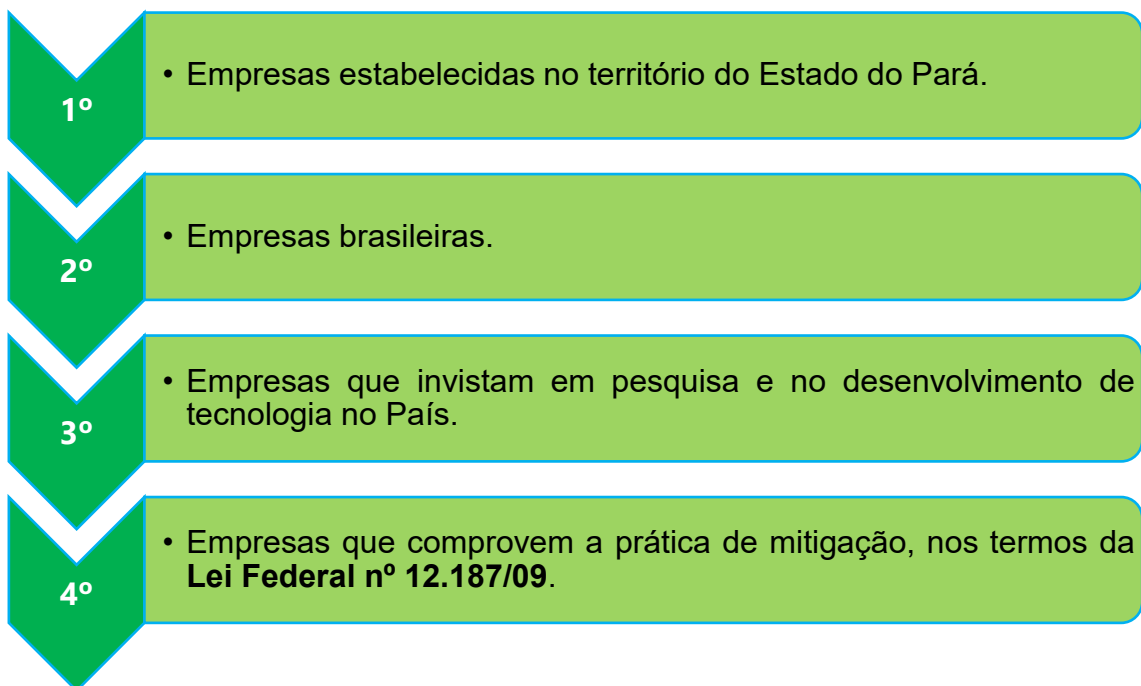 1º
• Empresas estabelecidas no território do Estado do Pará.
2º
• Empresas brasileiras.
3º
• Empresas que invistam em pesquisa e no desenvolvimento de
tecnologia no País.
4º
• Empresas que comprovem a prática de mitigação, nos termos da
Lei Federal nº 12.187/09.